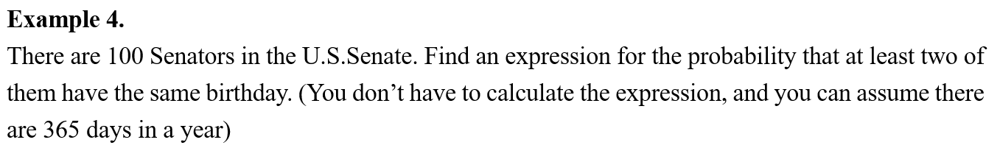 Example 4.
There are 100 Senators in the U.S.Senate. Find an expression for the probability that at least two of
them have the same birthday. (You don’t have to calculate the expression, and you can assume there
are 365 days in a year)